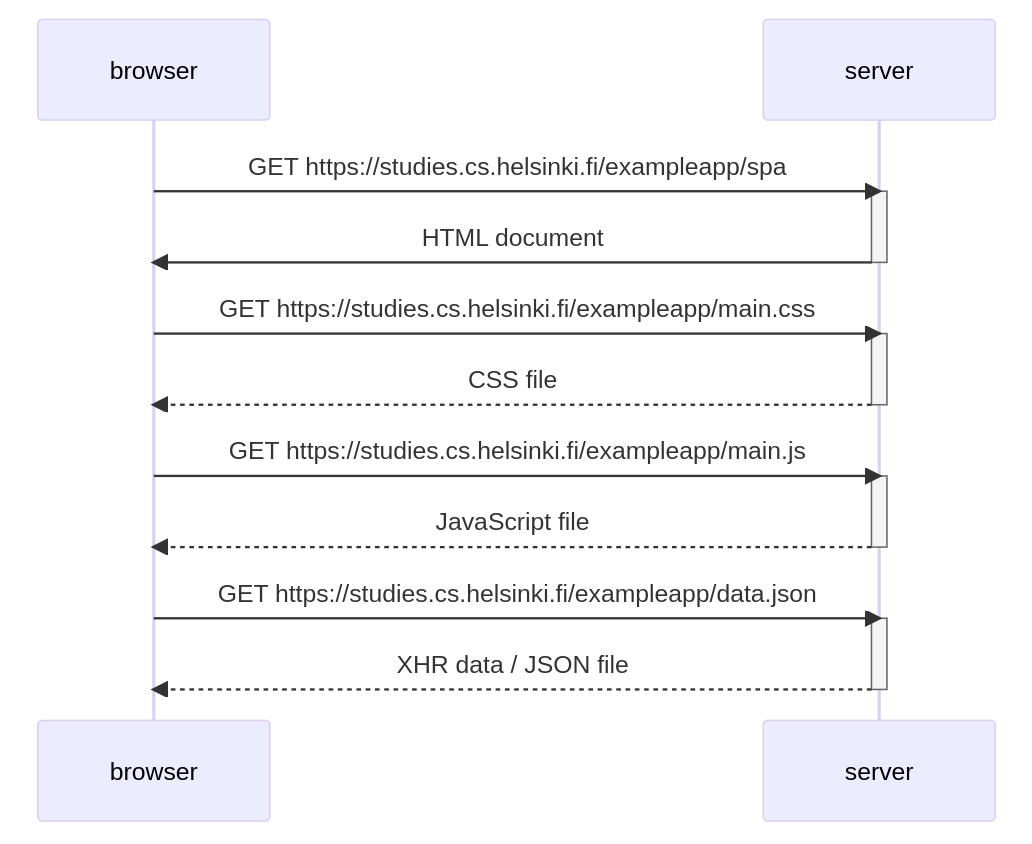 browser
server
GET https://studies.cs.helsinki.fi/exampleapp/spa
HTML document
GET https://studies.cs.helsinki.fi/exampleapp/main.css
CSS file
GET https://studies.cs.helsinki.fi/exampleapp/main.js
JavaScript file
GET https://studies.cs.helsinki.fi/exampleapp/data.json
XHR data / JSON file
browser
server